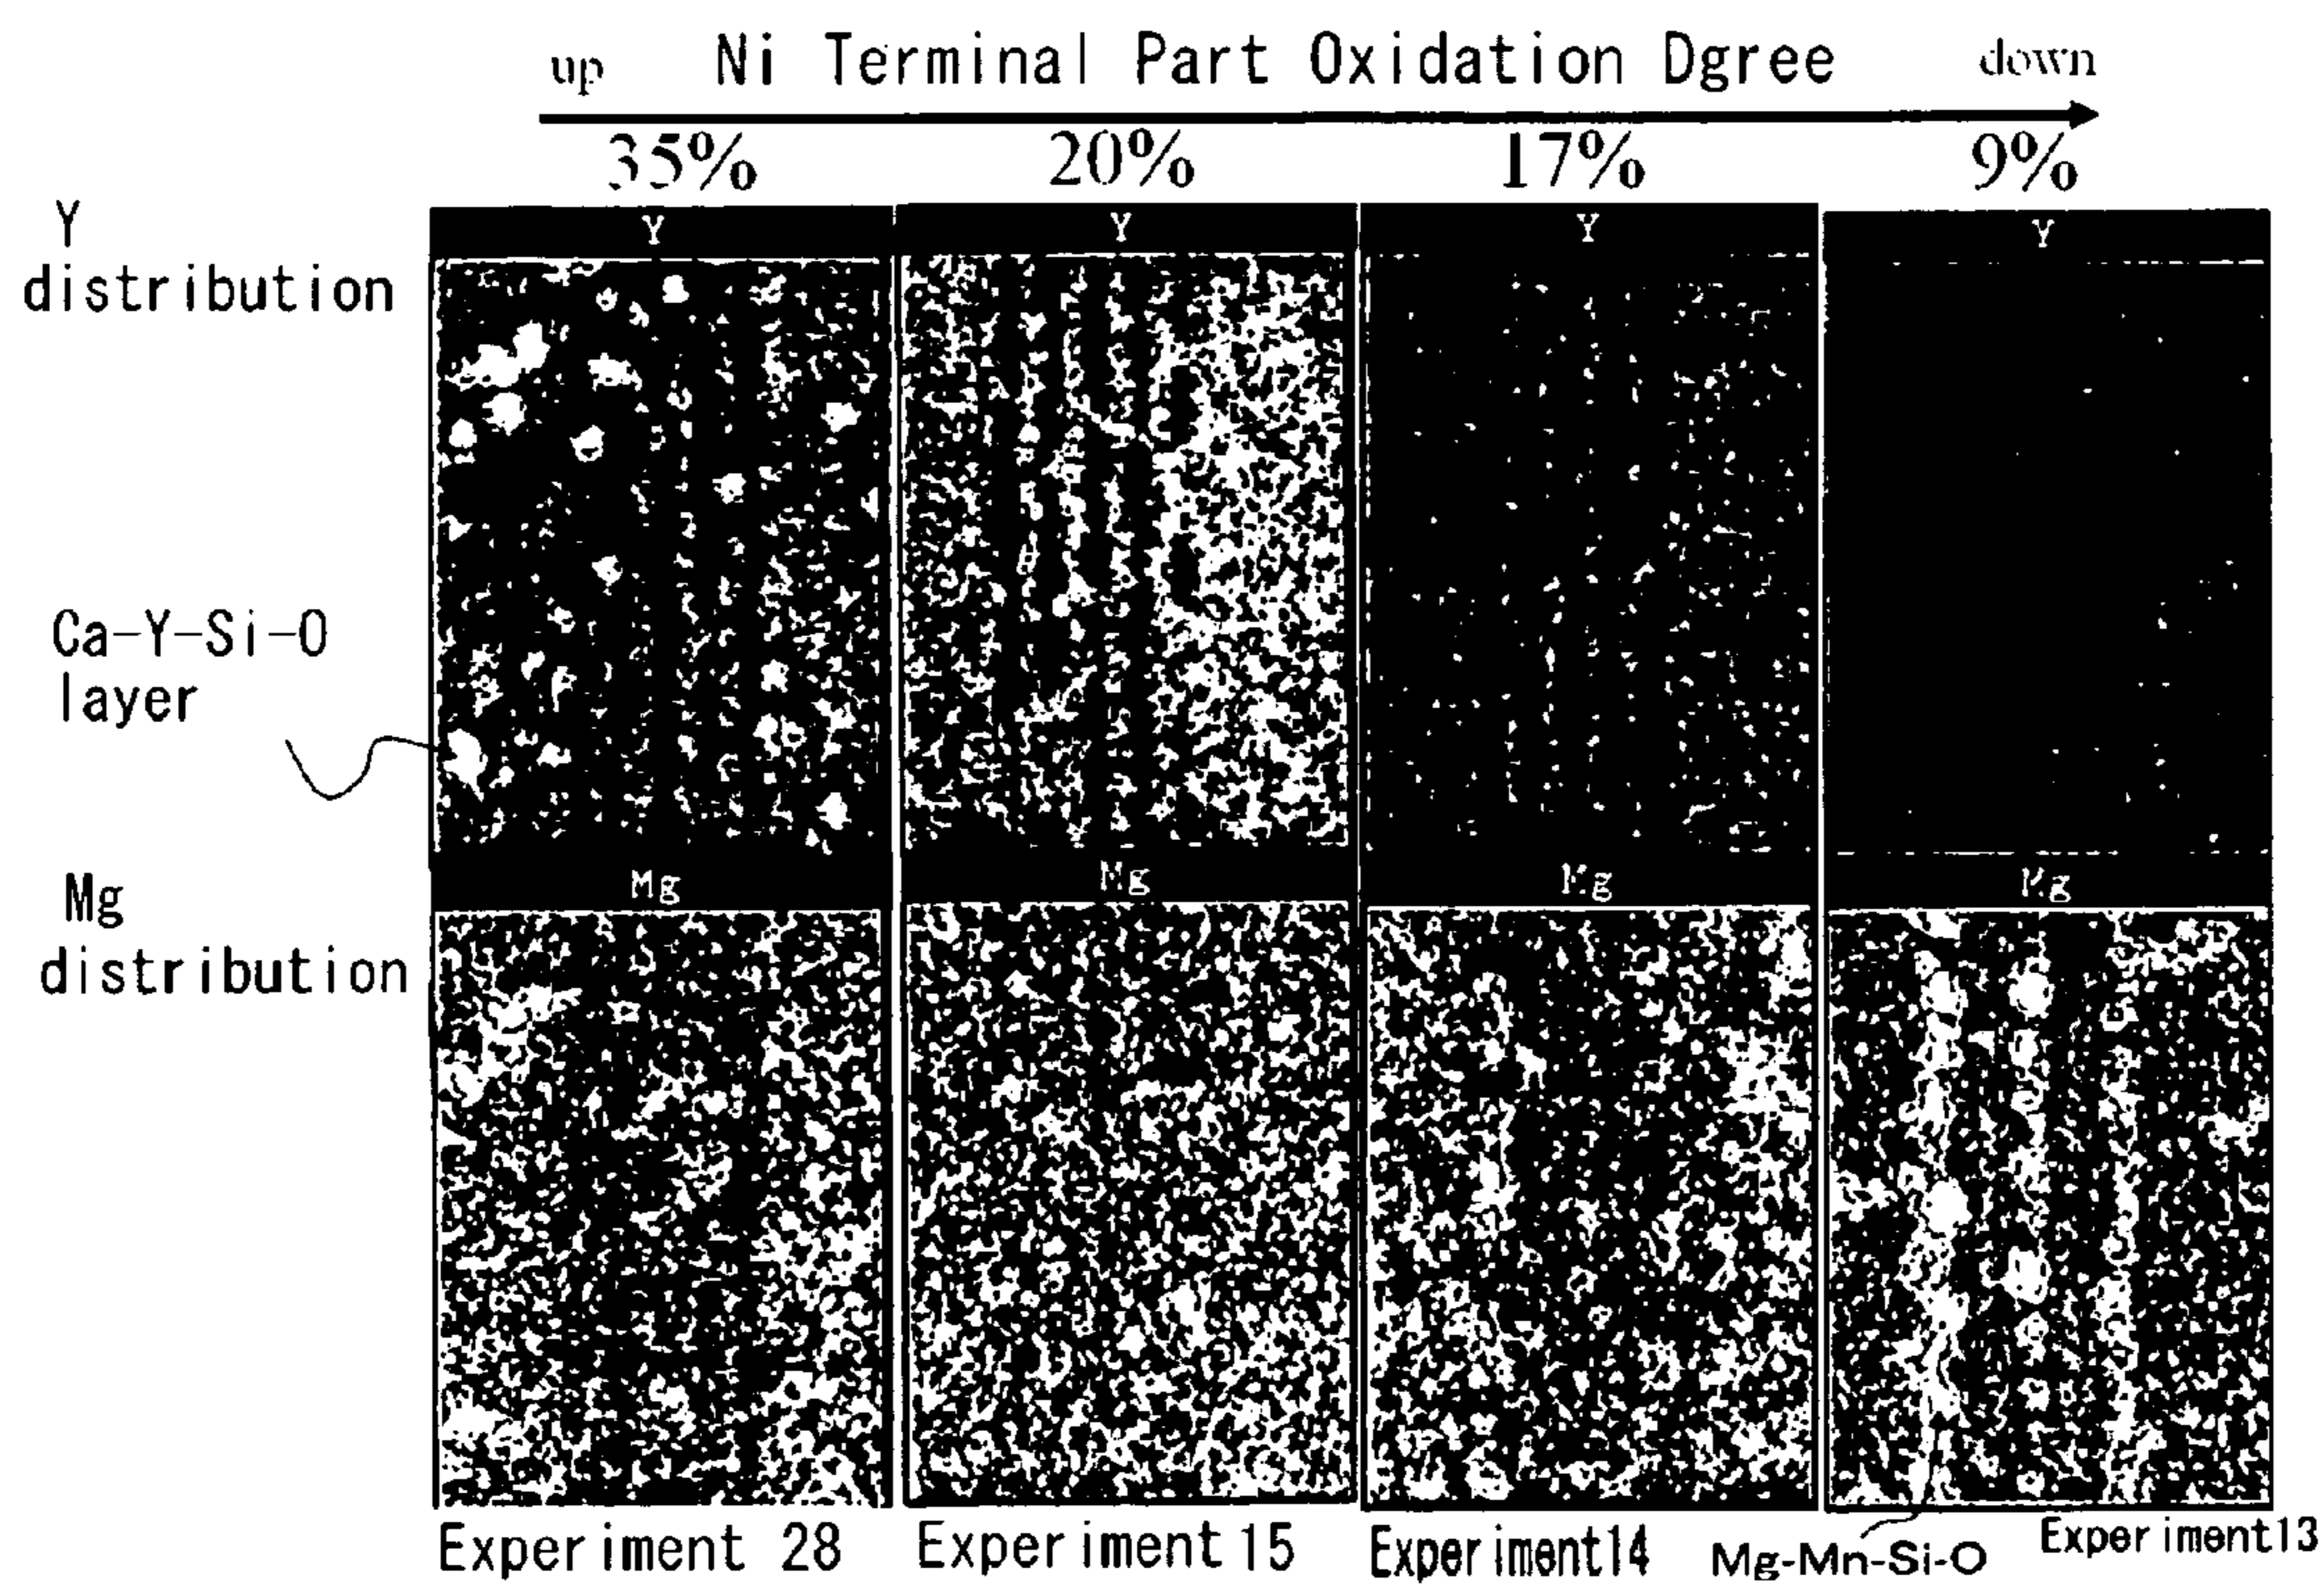 up Ni Terminal Part Oxidation Dgree down
35% 20% 17% 9%
Y
distribution
Y Y Y Y
Ca-Y-Si-O
layer
Mg
distribution
Mg Mg Mg Mg
Experiment 28 Experiment 15 Experiment14 Mg-Mn-Si-O Experiment13